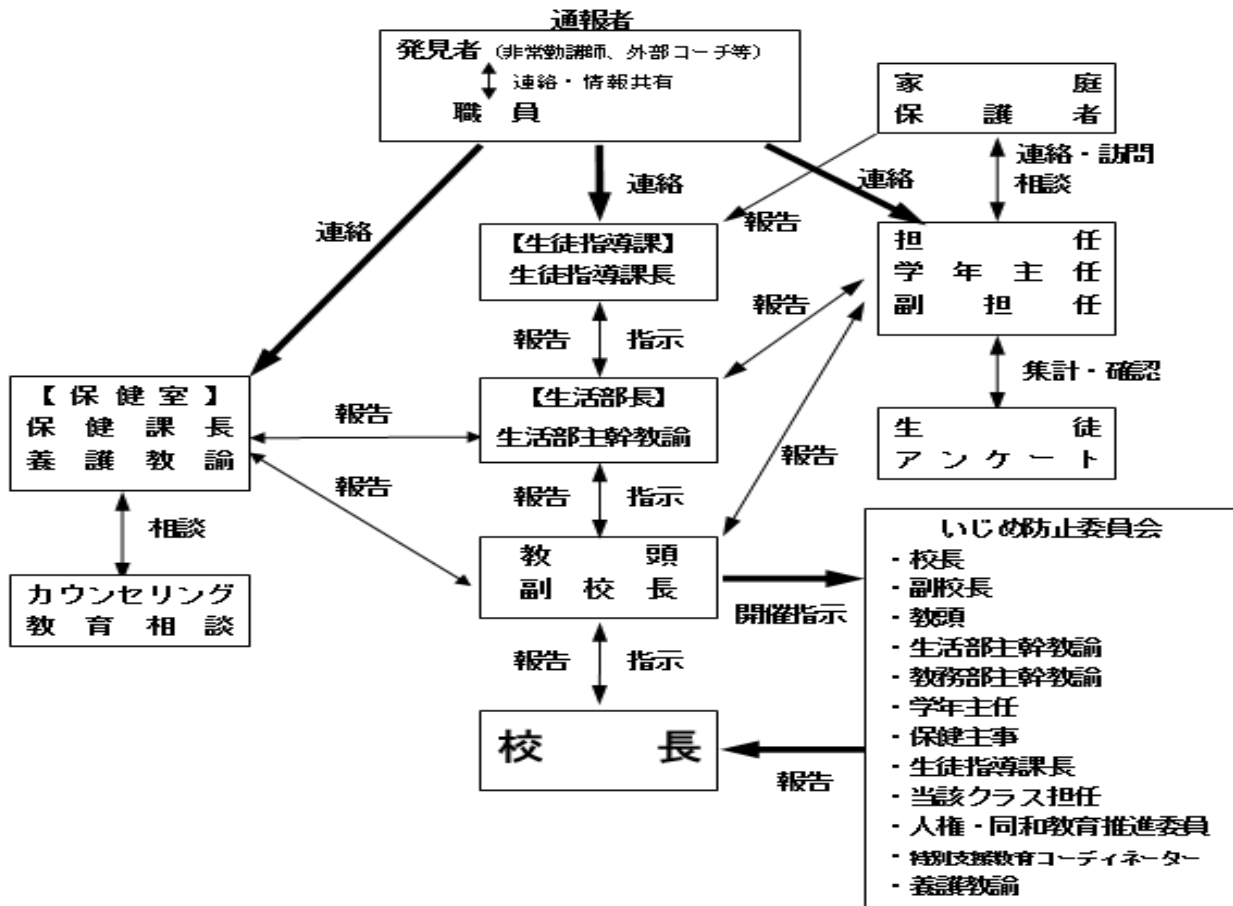 通報者
発見者（非常勤講師、外部コーチ等）
連絡・情報共有
職員
家庭
保護者
連絡・訪問
相談
連絡
連絡
連絡
報告
【生徒指導課】
生徒指導課長
担任
学年主任
副担任
報告
報告 指示
集計・確認
【保健室】
保健課長
養護教諭
報告
【生活部長】
生活部主幹教諭
生徒
アンケート
報告
報告
報告 指示
相談
教頭
副校長
開催指示
カウンセリング
教育相談
報告 指示
校長
報告
いじめ防止委員会
・校長
・副校長
・教頭
・生活部主幹教諭
・教務部主幹教諭
・学年主任
・保健主事
・生徒指導課長
・当該クラス担任
・人権・同和教育推進委員
・特別支援教育コーディネーター
・養護教諭